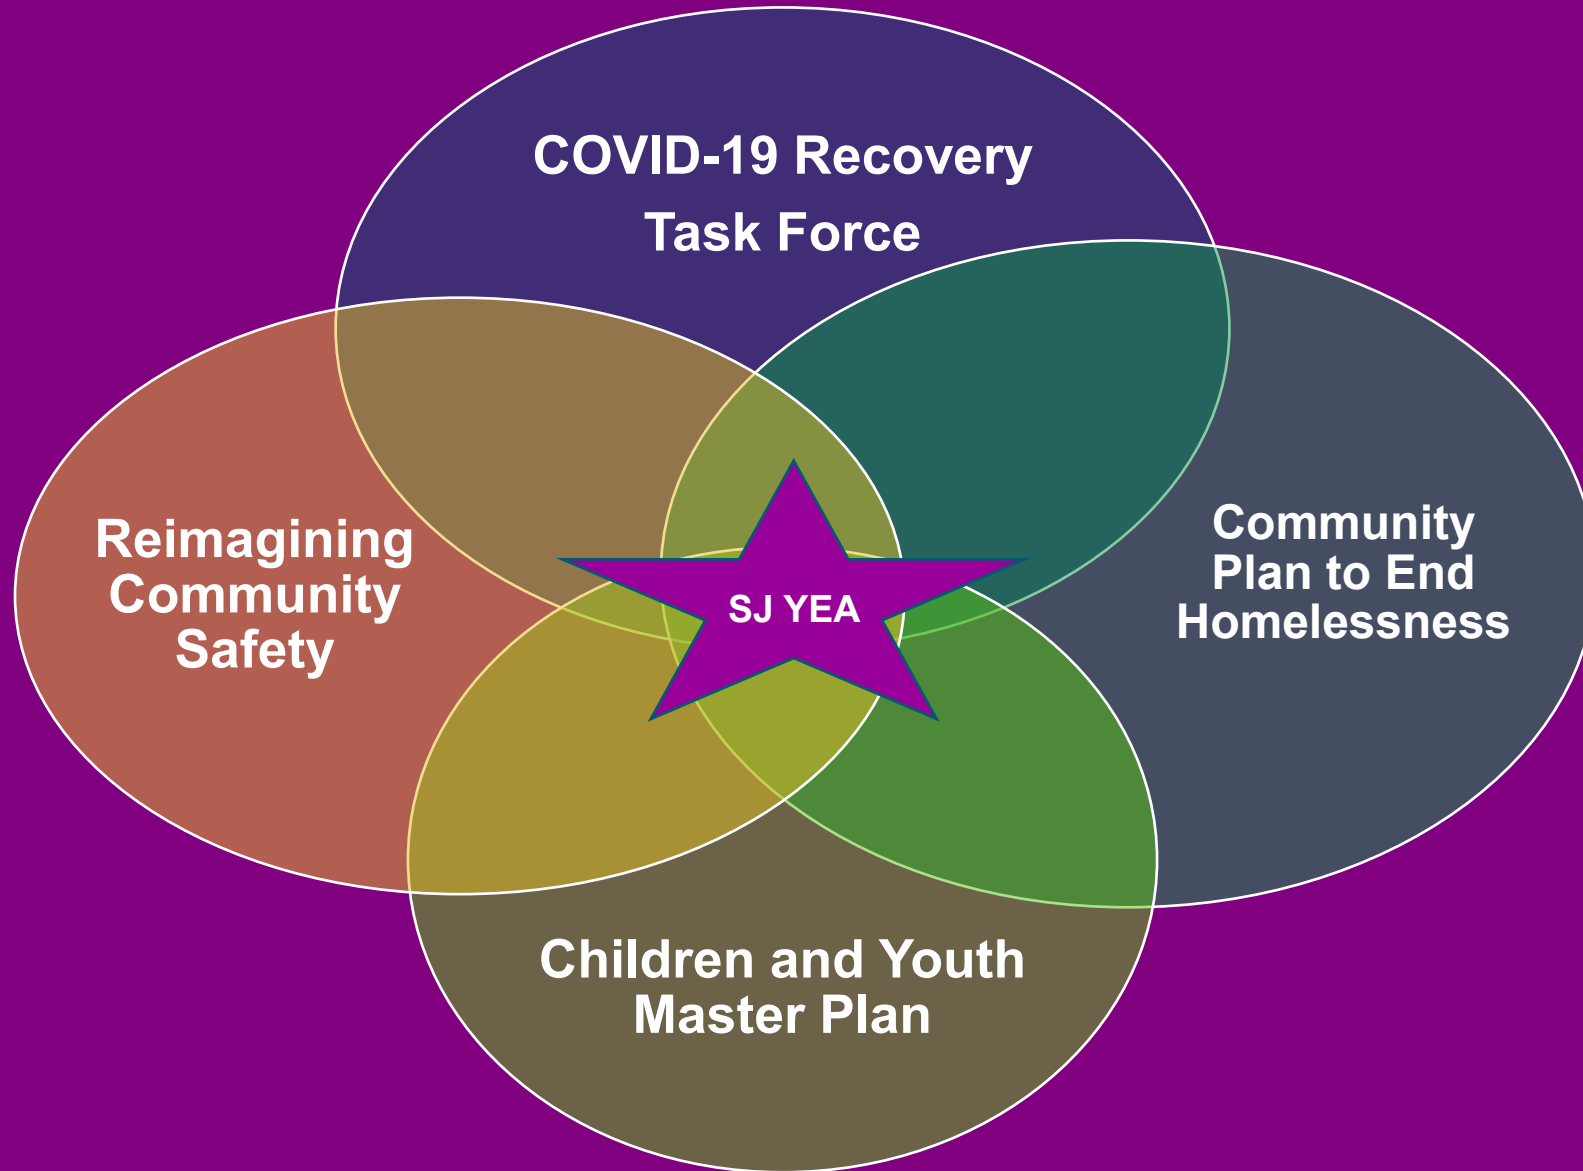 COVID-19 Recovery
Task Force
Reimagining
Community
Safety
Community
Plan to End
Homelessness
SJ YEA
Children and Youth
Master Plan